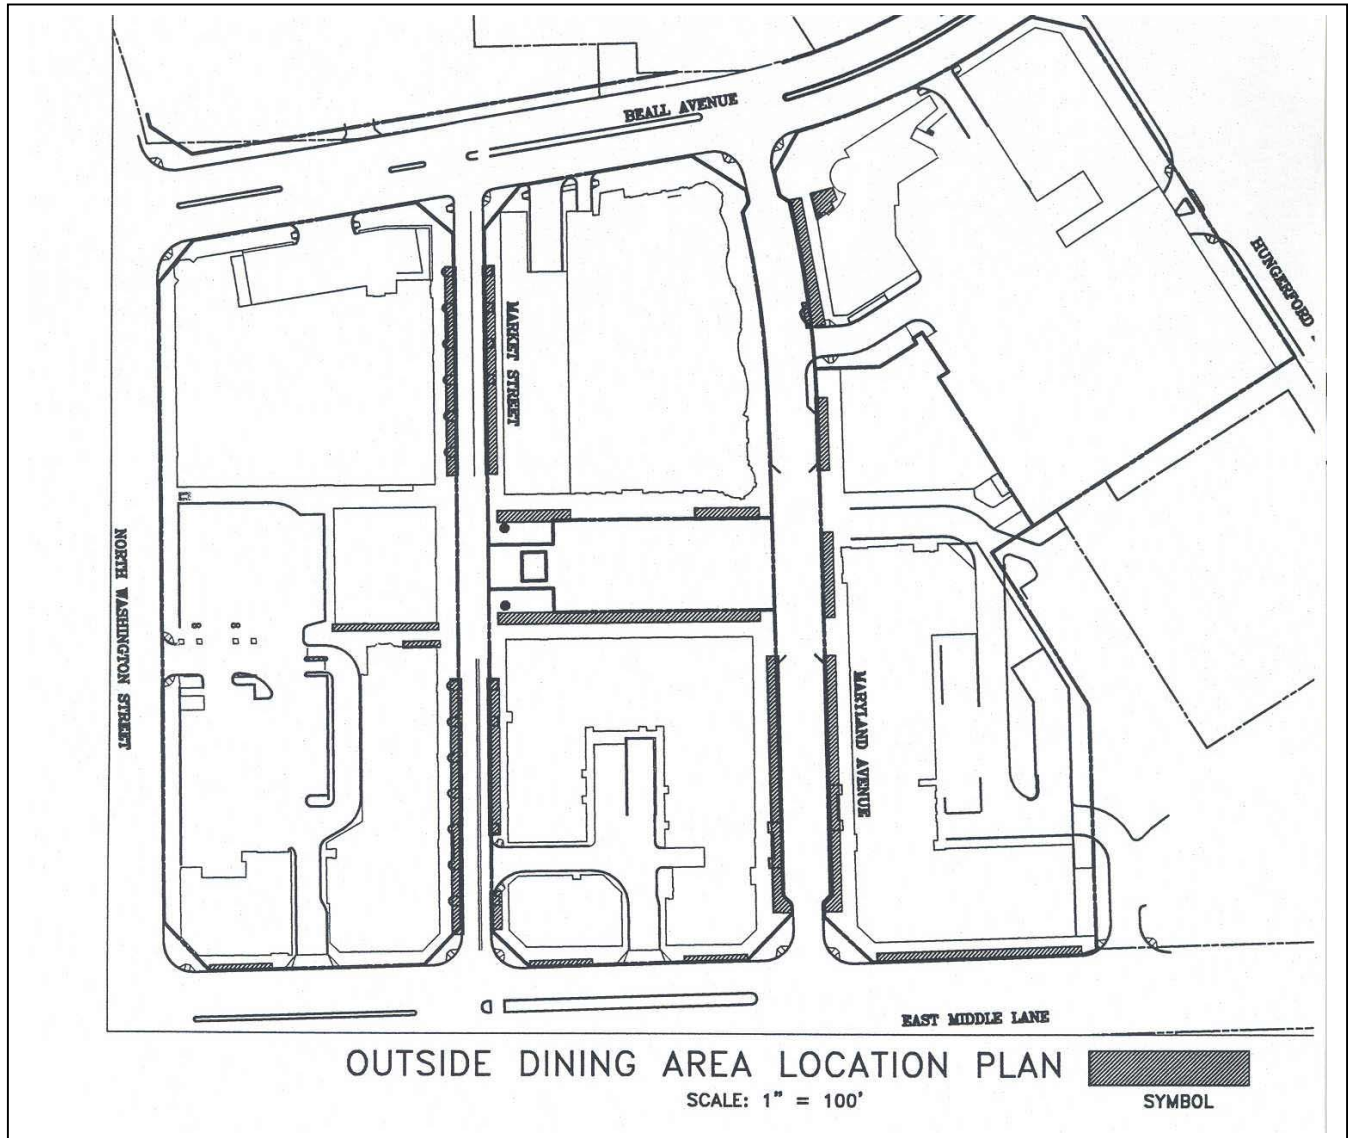 BEALL AVENUE
HUNGERFORD
MARKET STREET
NORTH WASHINGTON STREET
MARYLAND AVENUE
EAST MIDDLE LANE
OUTSIDE DINING AREA LOCATION PLAN
SCALE: 1" = 100'
SYMBOL